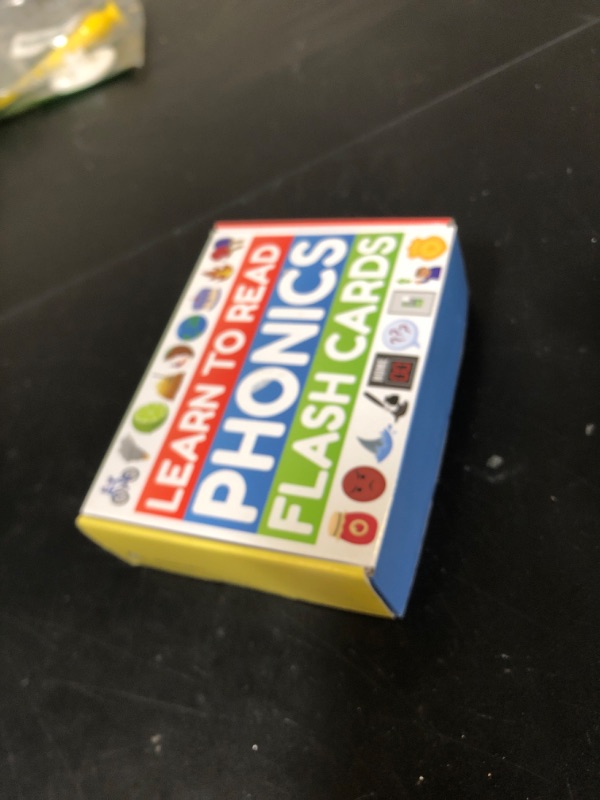 LEARN TO READ
PHONICS
FLASH CARDS